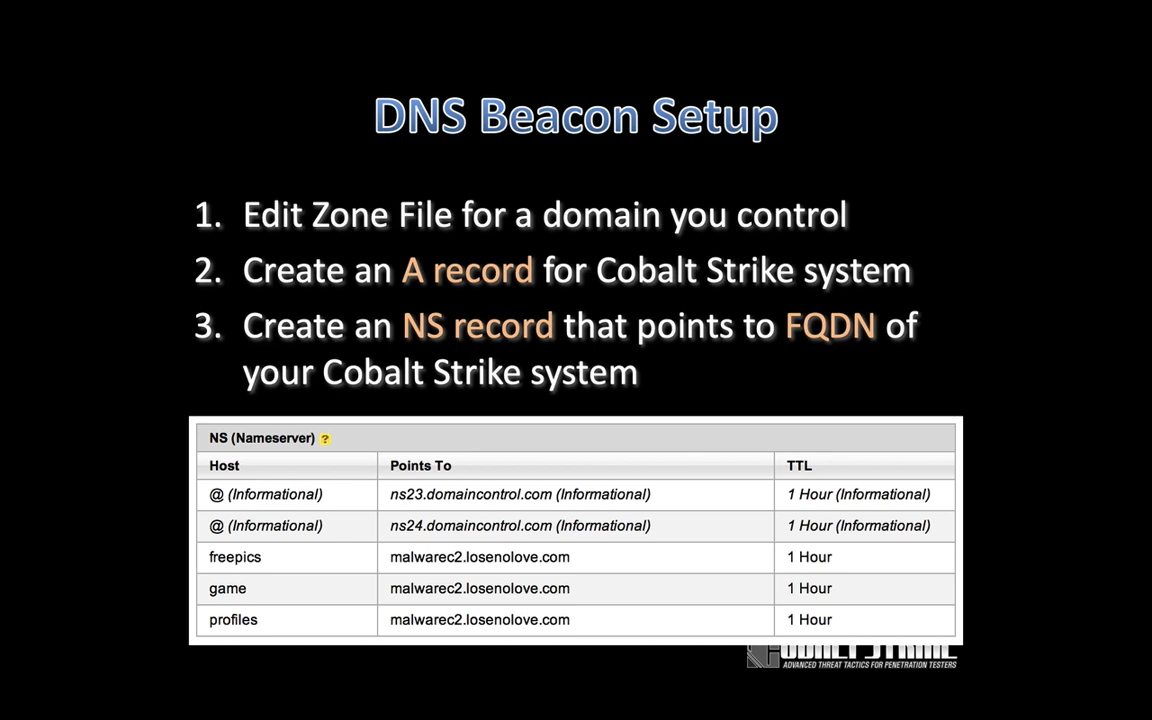 DNS Beacon Setup
1. Edit Zone File for a domain you control
2. Create an A record for Cobalt Strike system
3. Create an NS record that points to FQDN of
your Cobalt Strike system
NS (Nameserver) ?
Host Points To TTL
@ (Informational) ns23.domaincontrol.com (Informational) 1 Hour (Informational)
@ (Informational) ns24.domaincontrol.com (Informational) 1 Hour (Informational)
freepics malwarec2.losenolove.com 1 Hour
game malwarec2.losenolove.com 1 Hour
profiles malwarec2.losenolove.com 1 Hour
ADVANCED THREAT TACTICS FOR PENETRATION TESTERS